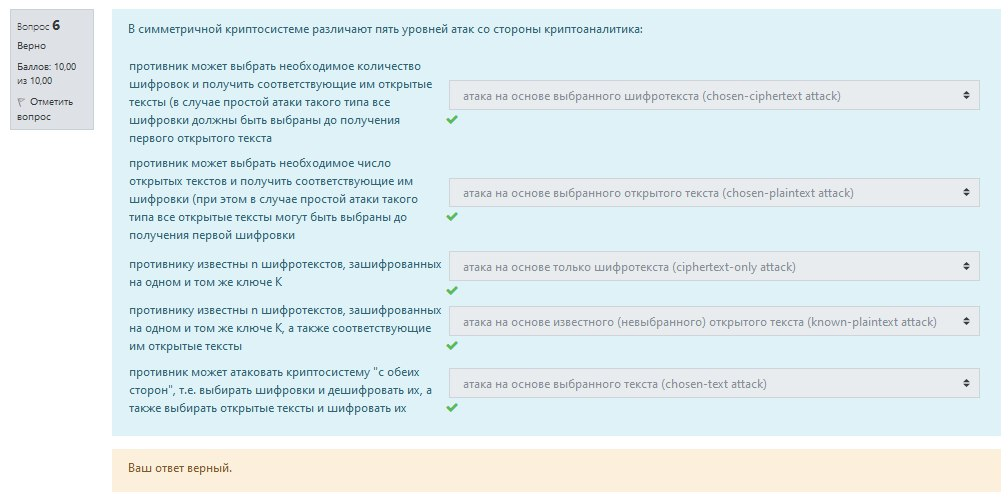 Вопрос 6
Верно
Баллов: 10,00
из 10,00
Отметить
вопрос
В симметричной криптосистеме различают пять уровней атак со стороны криптоаналитика:
противник может выбрать необходимое количество
шифровок и получить соответствующие им открытые
тексты (в случае простой атаки такого типа все
шифровки должны быть выбраны до получения
первого открытого текста
атака на основе выбранного шифротекста (chosen-ciphertext attack)
противник может выбрать необходимое число
открытых текстов и получить соответствующие им
шифровки (при этом в случае простой атаки такого
типа все открытые тексты могут быть выбраны до
получения первой шифровки
атака на основе выбранного открытого текста (chosen-plaintext attack)
противнику известны n шифротекстов, зашифрованных
на одном и том же ключе К
атака на основе только шифротекста (ciphertext-only attack)
противнику известны n шифротекстов, зашифрованных
на одном и том же ключе К, а также соответствующие
им открытые тексты
атака на основе известного (невыбранного) открытого текста (known-plaintext attack)
противник может атаковать криптосистему "с обеих
сторон", т.е. выбирать шифровки и дешифровать их, а
также выбирать открытые тексты и шифровать их
атака на основе выбранного текста (chosen-text attack)
Ваш ответ верный.